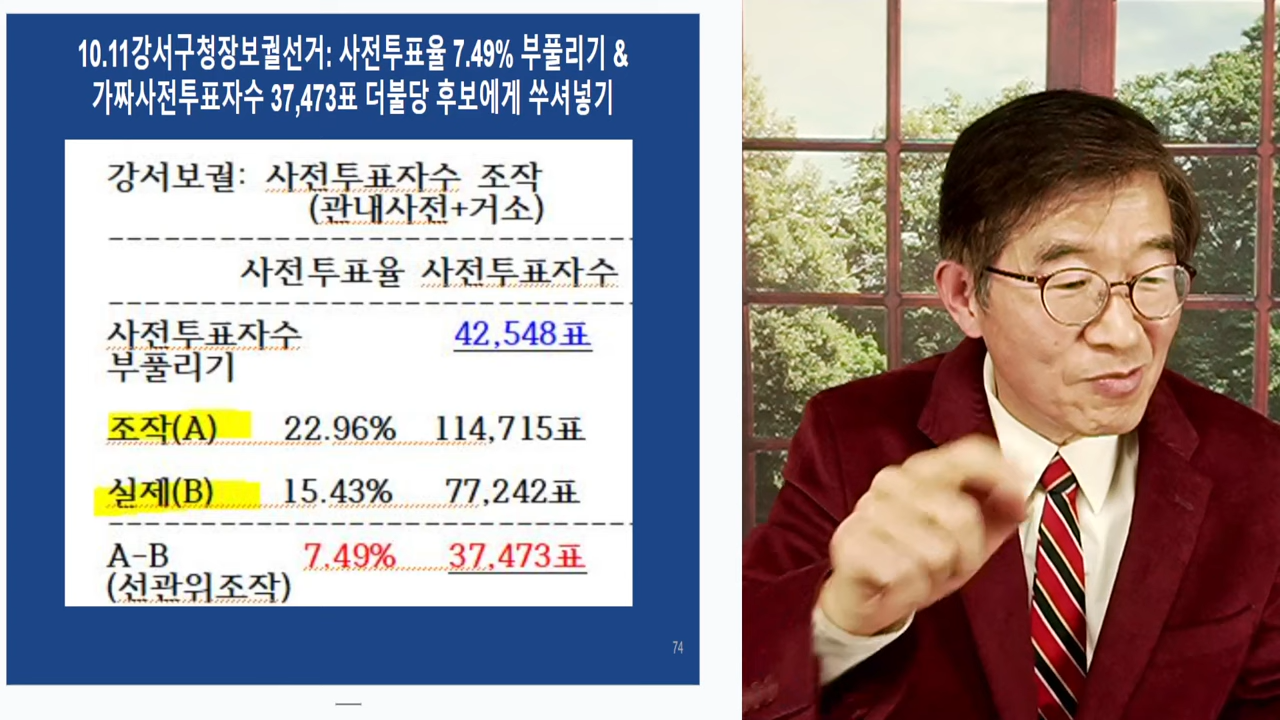 10.11강서구청장보궐선거: 사전투표율 7.49% 부풀리기 &
가짜사전투표자수 37,473표 더불당 후보에게 쑤셔넣기
강서보궐: 사전투표자수 조작
(관내사전+거소)
사전투표율 사전투표자수
사전투표자수 42,548표
부풀리기
조작(A) 22.96% 114,715표
실제(B) 15.43% 77,242표
A-B 7.49% 37,473표
(선관위조작)
74